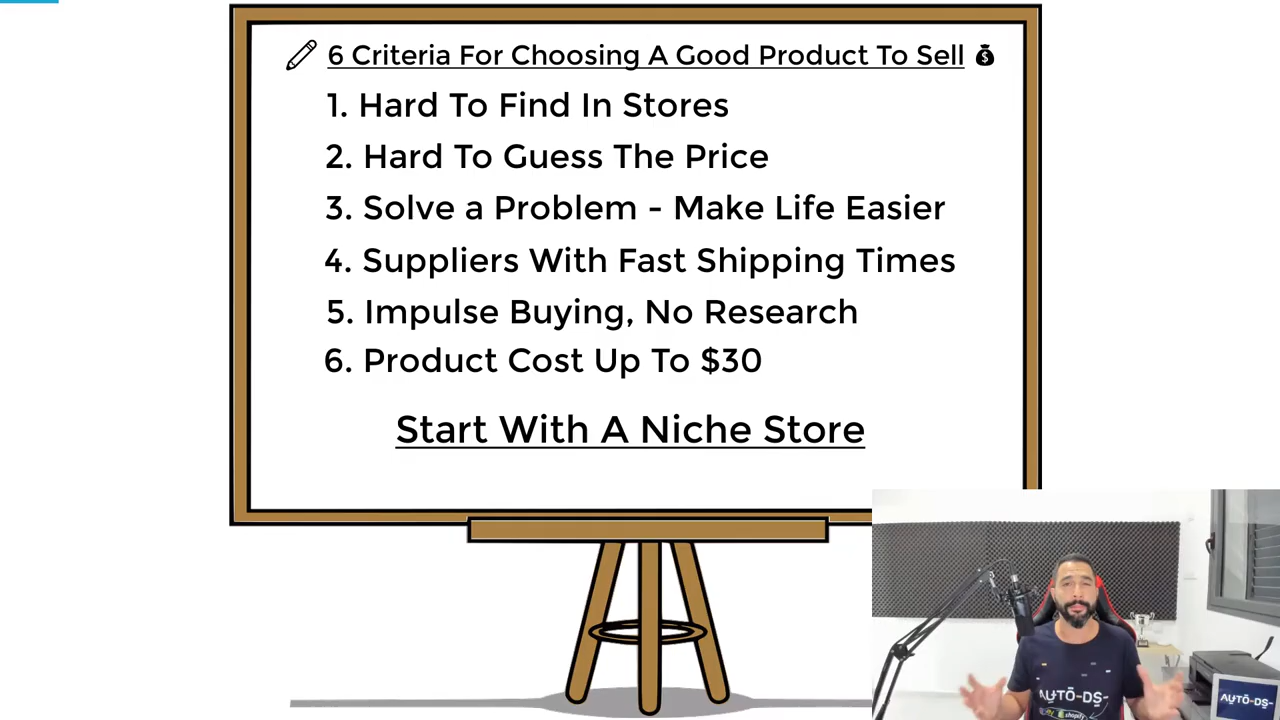 6 Criteria For Choosing A Good Product To Sell
1. Hard To Find In Stores
2. Hard To Guess The Price
3. Solve a Problem - Make Life Easier
4. Suppliers With Fast Shipping Times
5. Impulse Buying, No Research
6. Product Cost Up To $30
Start With A Niche Store
AUTO-DS-
shopify
AUTO-DS-